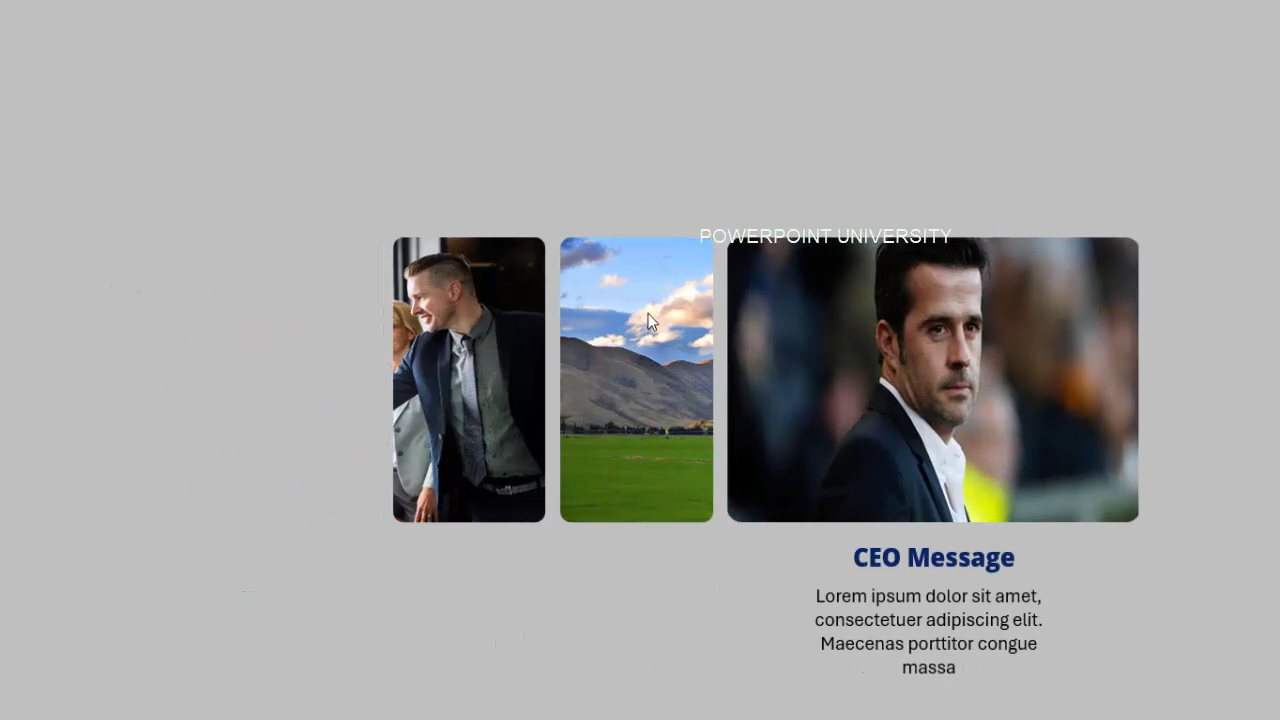 POWERPOINT UNIVERSITY
CEO Message
Lorem ipsum dolor sit amet,
consectetuer adipiscing elit.
Maecenas porttitor congue
massa